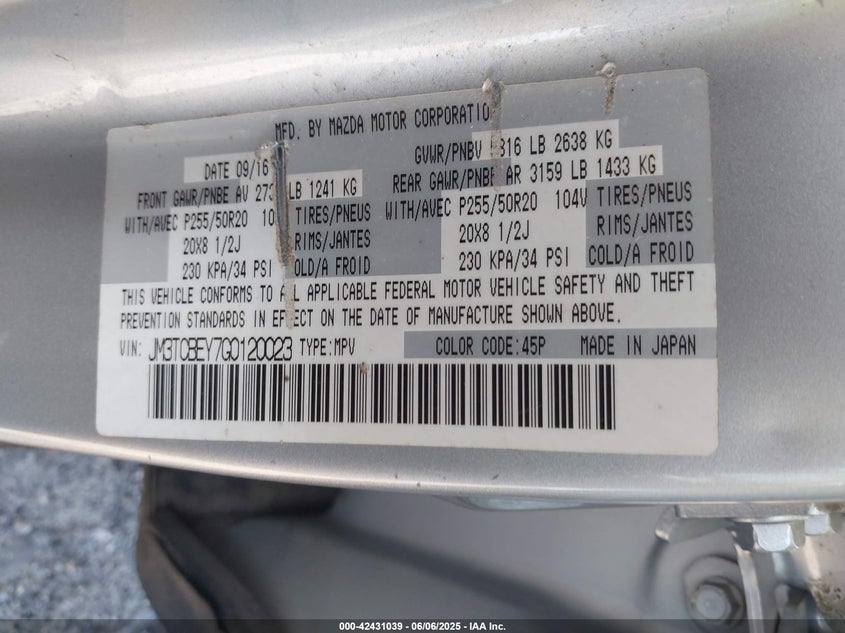 MFD. BY MAZDA MOTOR CORPORATIO
DATE 09/16 GVWR/PNBV 816 LB 2638 KG
FRONT GAWR/PNBE AV LB 1241 KG REAR GAWR/PNBE AR 3159 LB 1433 KG
WITH/AVEC P255/50R20 TIRES/PNEUS WITH/AVEC P255/50R20 104V TIRES/PNEUS
20X8 1/2J RIMS/JANTES 20X8 1/2J RIMS/JANTES
230 KPA/34 PSI OLD/A FROID 230 KPA/34 PSI COLD/A FROID
THIS VEHICLE CONFORMS TO ALL APPLICABLE FEDERAL MOTOR VEHICLE SAFETY AND THEFT
PREVENTION STANDARDS IN EFFECT ON THE DATE OF MANUFACTURE SHOWN ABOVE.
VIN: JM3TCBEY7G0120023 TYPE:MPV COLOR CODE:45P MADE IN JAPAN
000-42431039 - 06/06/2025 - IAA Inc.